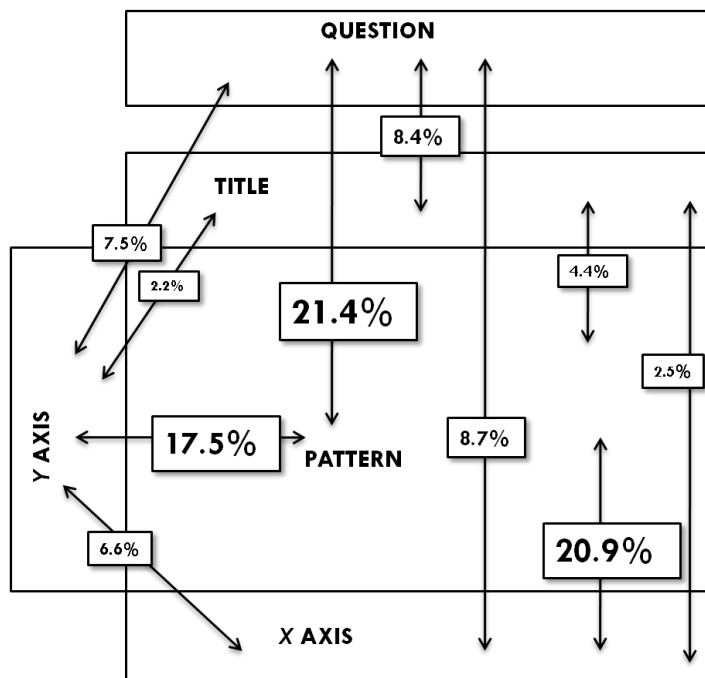 QUESTION
8.4%
TITLE
7.5%
2.2%
4.4%
21.4%
2.5%
Y AXIS
17.5%
PATTERN
8.7%
6.6%
20.9%
X AXIS